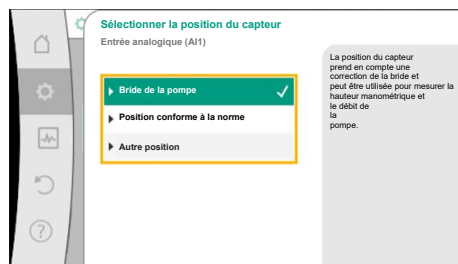 Sélectionner la position du capteur
Entrée analogique (AI1)
Bride de la pompe
Position conforme à la norme
Autre position
La position du capteur
prend en compte une
correction de la bride et
peut être utilisée pour mesurer la
hauteur manométrique et
le débit de
la
pompe.